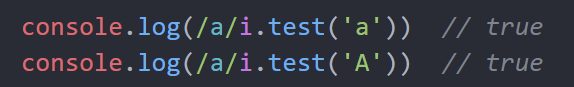 console.log(/a/i.test('a'))  // true
console.log(/a/i.test('A'))  // true